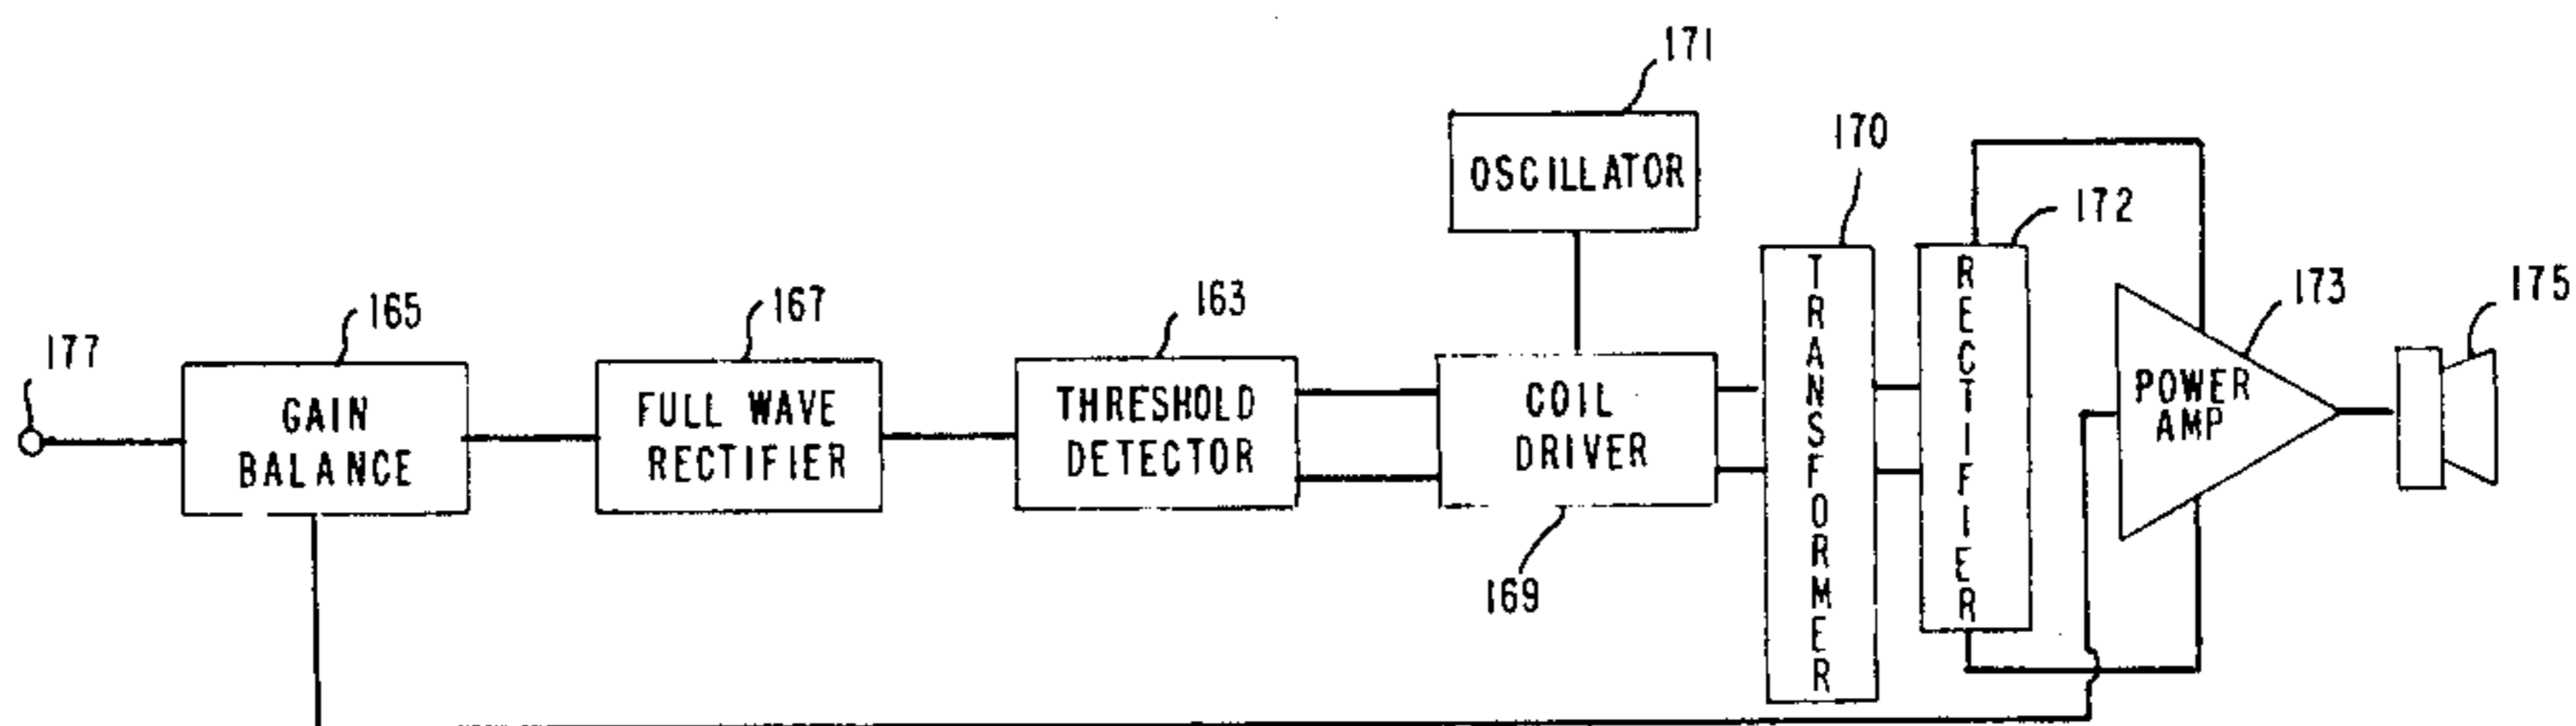 171
OSCILLATOR
170
172
173
175
177
165
167
163
GAIN
BALANCE
FULL WAVE
RECTIFIER
THRESHOLD
DETECTOR
COIL
DRIVER
169
TRANSFORMER
RECTIFIER
POWER
AMP